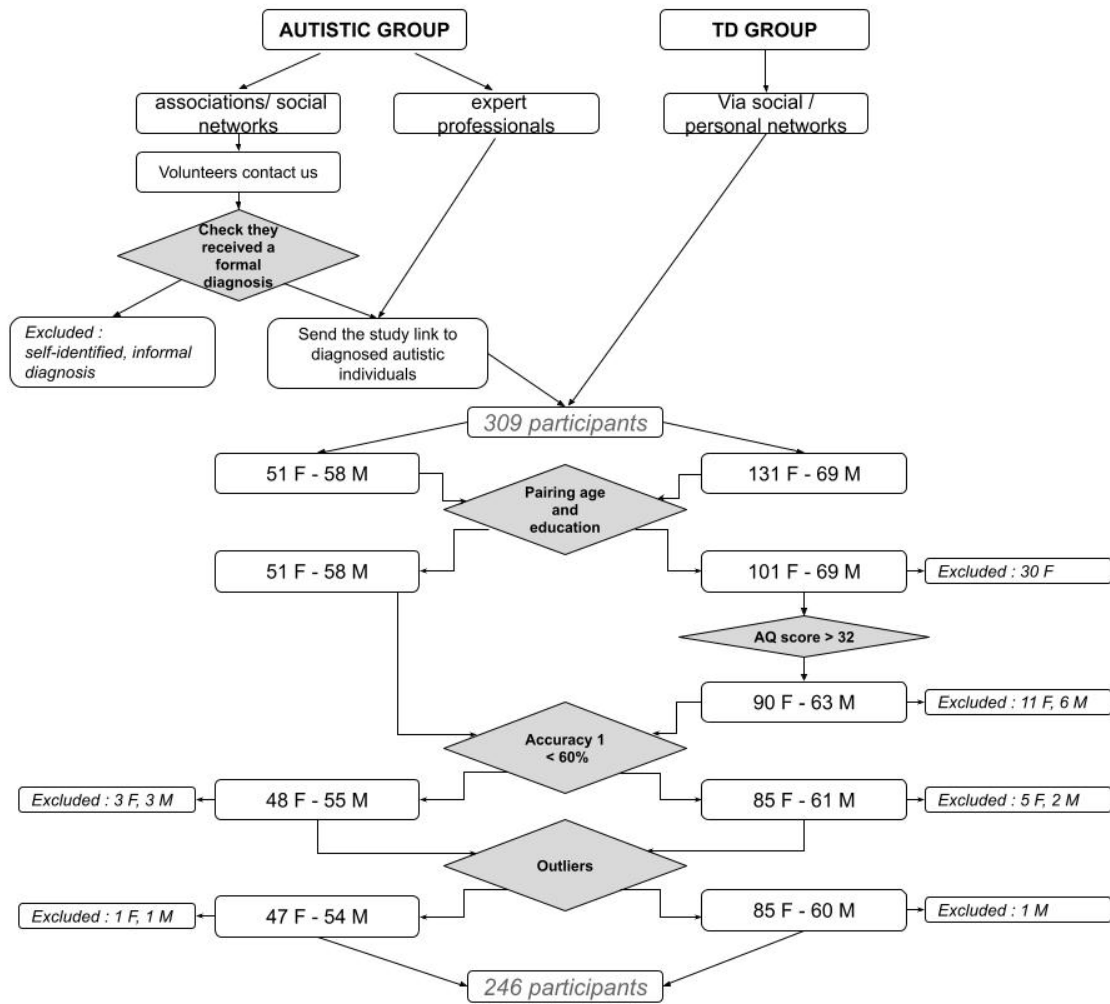 AUTISTIC GROUP
TD GROUP
associations/ social
networks
expert
professionals
Via social /
personal networks
Volunteers contact us
Check they
received a
formal
diagnosis
Excluded :
self-identified, informal
diagnosis
Send the study link to
diagnosed autistic
individuals
309 participants
51 F - 58 M
131 F - 69 M
Pairing age
and
education
51 F - 58 M
101 F - 69 M
Excluded : 30 F
AQ score > 32
90 F - 63 M
Excluded : 11 F, 6 M
Accuracy 1
< 60%
Excluded : 3 F, 3 M
48 F - 55 M
85 F - 61 M
Excluded : 5 F, 2 M
Outliers
Excluded : 1 F, 1 M
47 F - 54 M
85 F - 60 M
Excluded : 1 M
246 participants